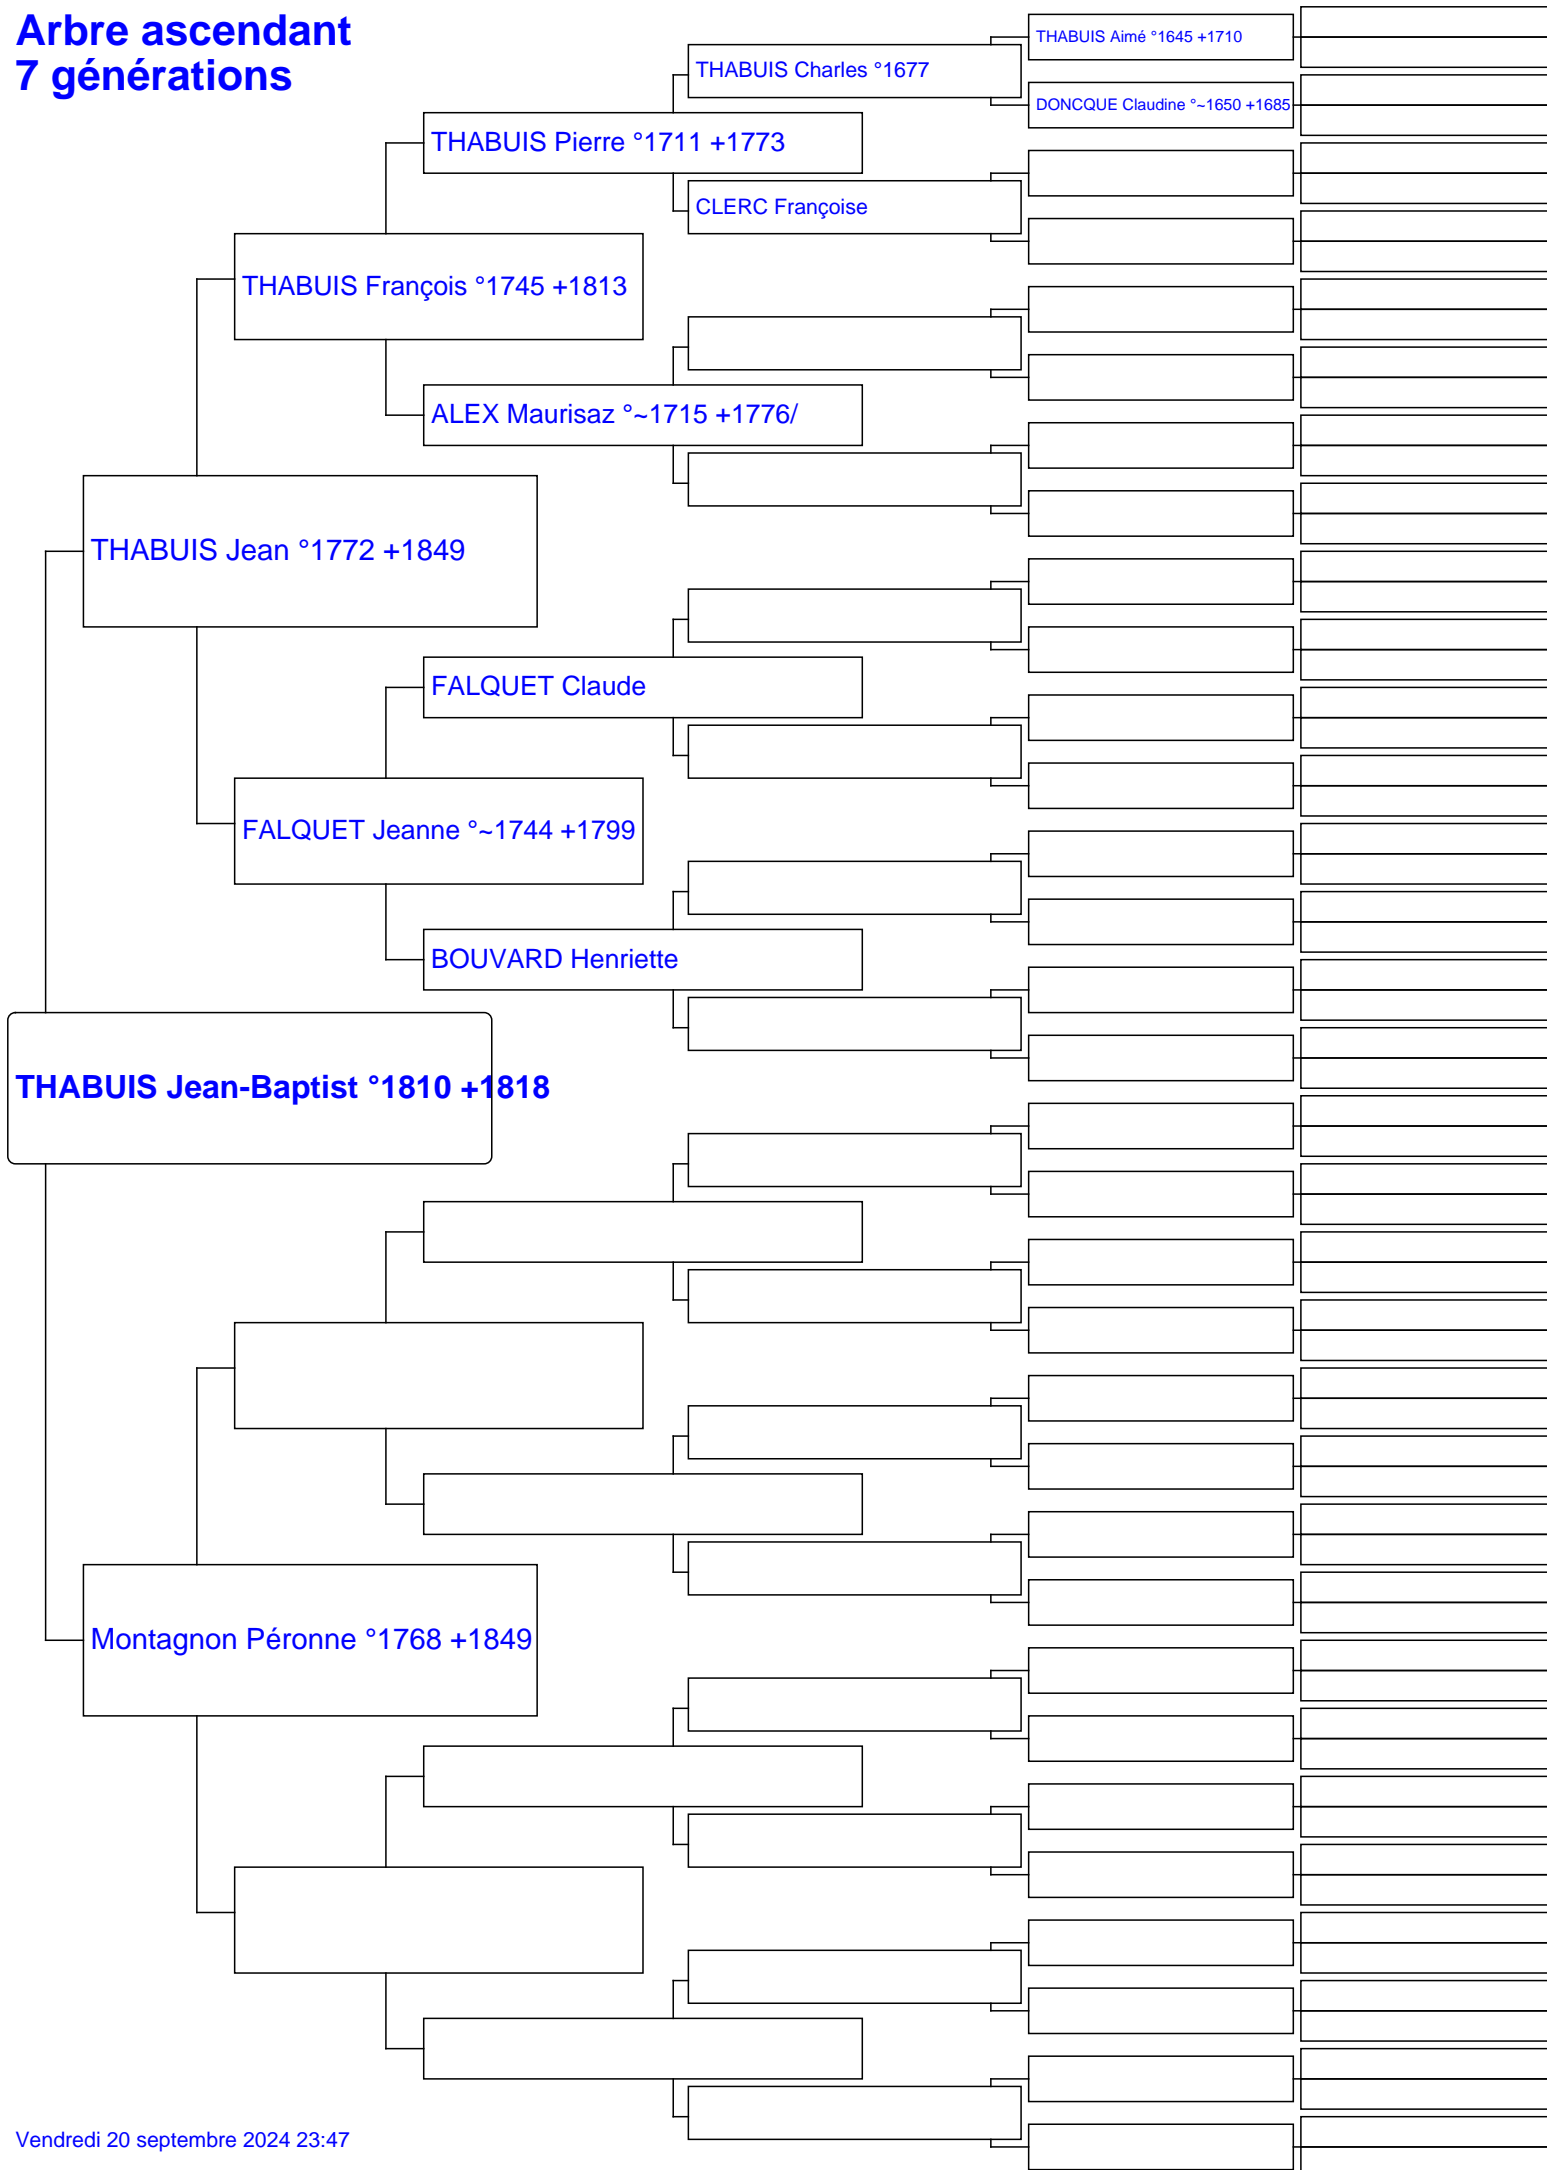 Arbre ascendant
7 générations
THABUIS Aimé °1645 +1710
THABUIS Charles °1677
DONCQUE Claudine °~1650 +1685
THABUIS Pierre °1711 +1773
CLERC Françoise
THABUIS François °1745 +1813
ALEX Maurisaz °~1715 +1776/
THABUIS Jean °1772 +1849
FALQUET Claude
FALQUET Jeanne °~1744 +1799
BOUVARD Henriette
THABUIS Jean-Baptist °1810 +1818
Montagnon Péronne °1768 +1849
Vendredi 20 septembre 2024 23:47